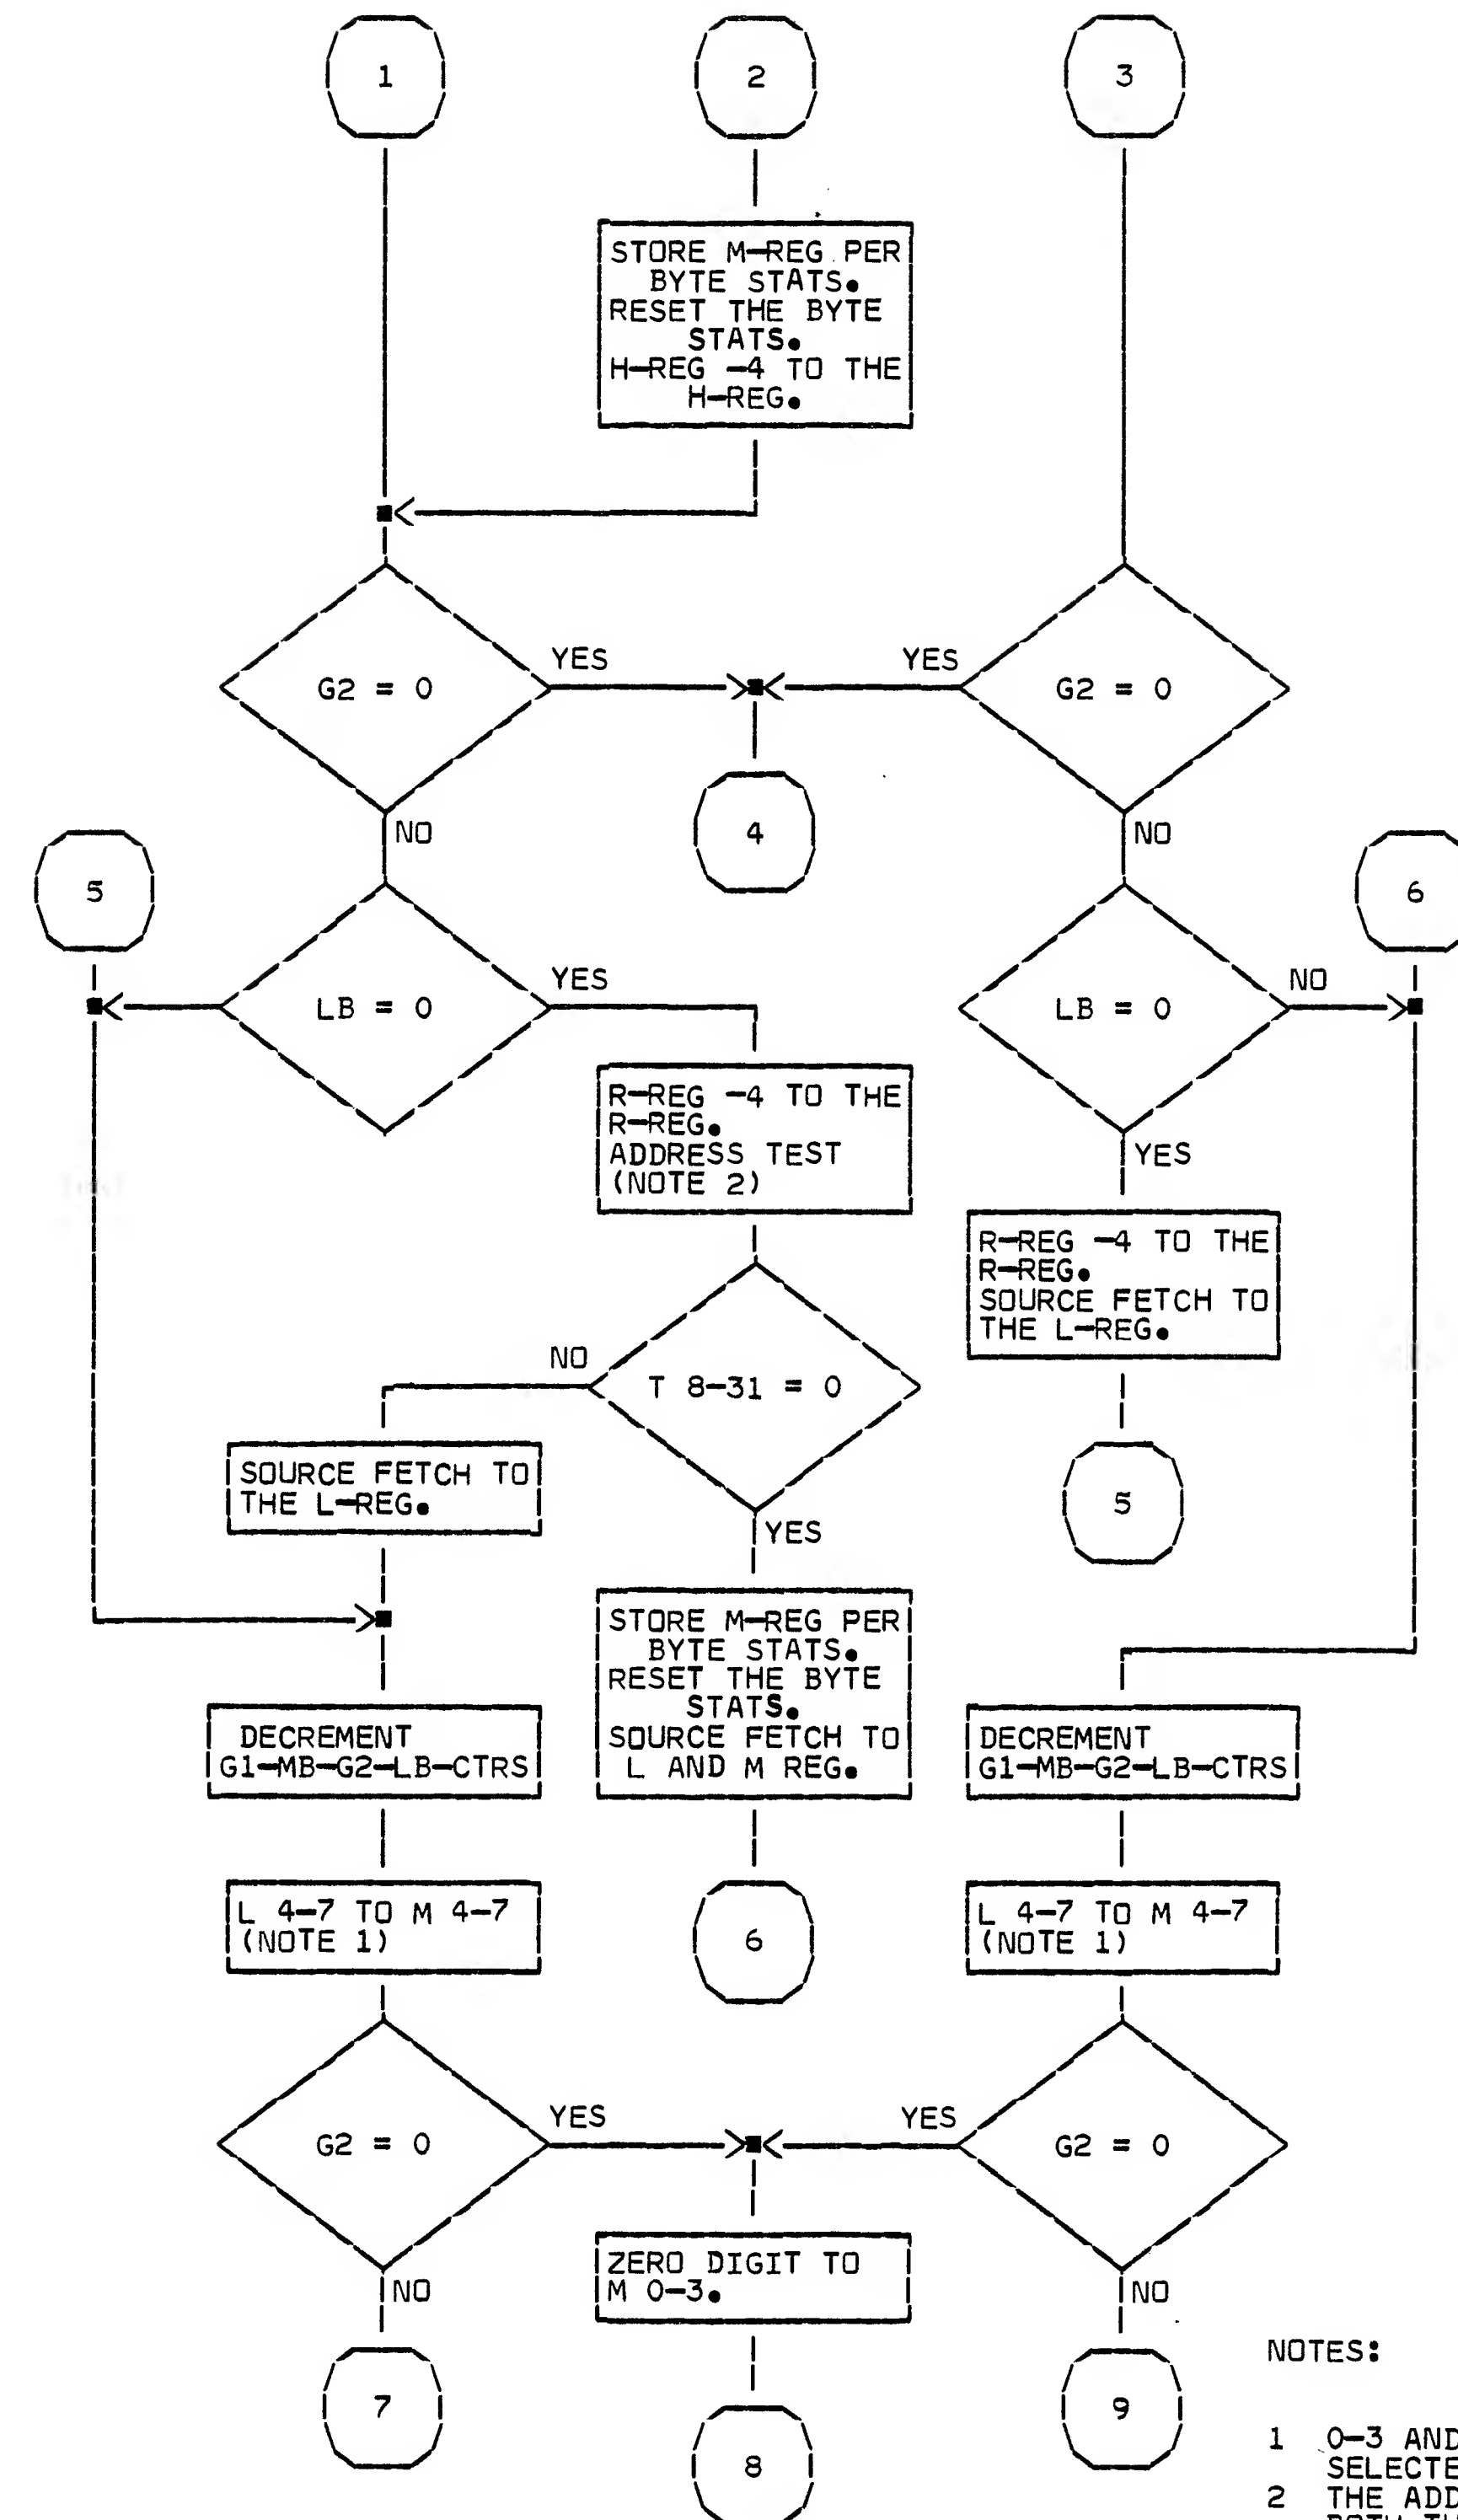 1
2
3
STORE M-REG PER
BYTE STATS.
RESET THE BYTE
STATS.
H-REG -4 TO THE
H-REG.
G2 = 0
YES
YES
G2 = 0
NO
4
NO
5
6
LB = 0
YES
LB = 0
NO
R-REG -4 TO THE
R-REG.
ADDRESS TEST
(NOTE 2)
YES
R-REG -4 TO THE
R-REG.
SOURCE FETCH TO
THE L-REG.
NO
T 8-31 = 0
SOURCE FETCH TO
THE L-REG.
5
YES
STORE M-REG PER
BYTE STATS.
RESET THE BYTE
STATS.
SOURCE FETCH TO
L AND M REG.
DECREMENT
G1-MB-G2-LB-CTRS
DECREMENT
G1-MB-G2-LB-CTRS
L 4-7 TO M 4-7
(NOTE 1)
6
L 4-7 TO M 4-7
(NOTE 1)
G2 = 0
YES
YES
G2 = 0
ZERO DIGIT TO
M 0-3.
NO
NO
7
8
9
NOTES:
1 0-3 AND
SELECTE
2 THE ADD